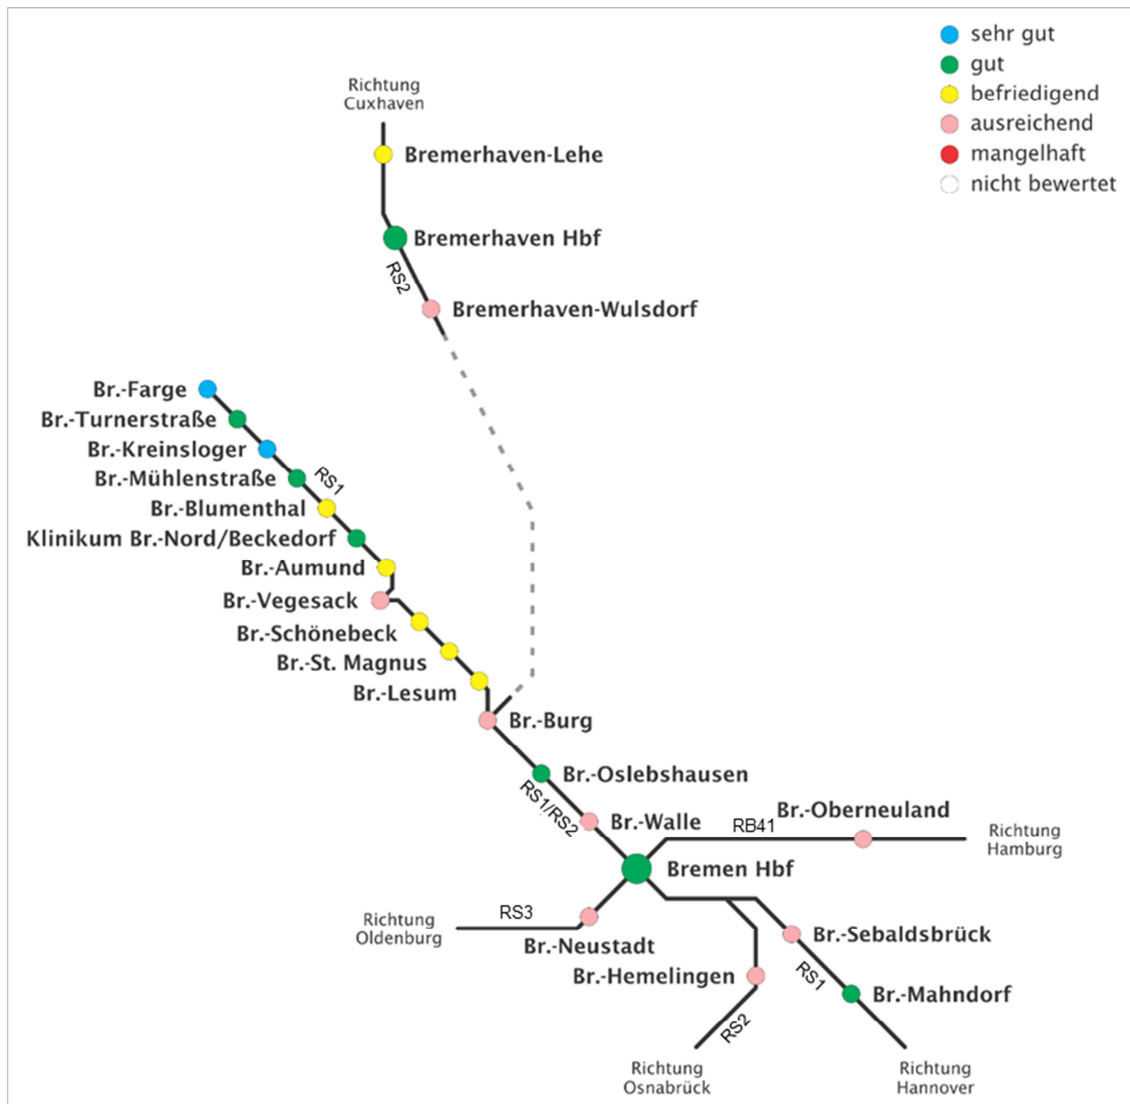 sehr gut
gut
befriedigend
ausreichend
mangelhaft
nicht bewertet
Richtung
Cuxhaven
Bremerhaven-Lehe
Bremerhaven Hbf
RS2
Bremerhaven-Wulsdorf
Br.-Farge
Br.-Turnerstraße
Br.-Kreinsloger
Br.-Mühlenstraße
RS1
Br.-Blumenthal
Klinikum Br.-Nord/Beckedorf
Br.-Aumund
Br.-Vegesack
Br.-Schönebeck
Br.-St. Magnus
Br.-Lesum
Br.-Burg
Br.-Oslebshausen
RS1/RS2
Br.-Walle
Br.-Oberneuland
RB41
Richtung
Hamburg
Bremen Hbf
RS3
Richtung
Oldenburg
Br.-Neustadt
Br.-Sebaldsbrück
Br.-Hemelingen
RS1
Br.-Mahndorf
RS2
Richtung
Osnabrück
Richtung
Hannover